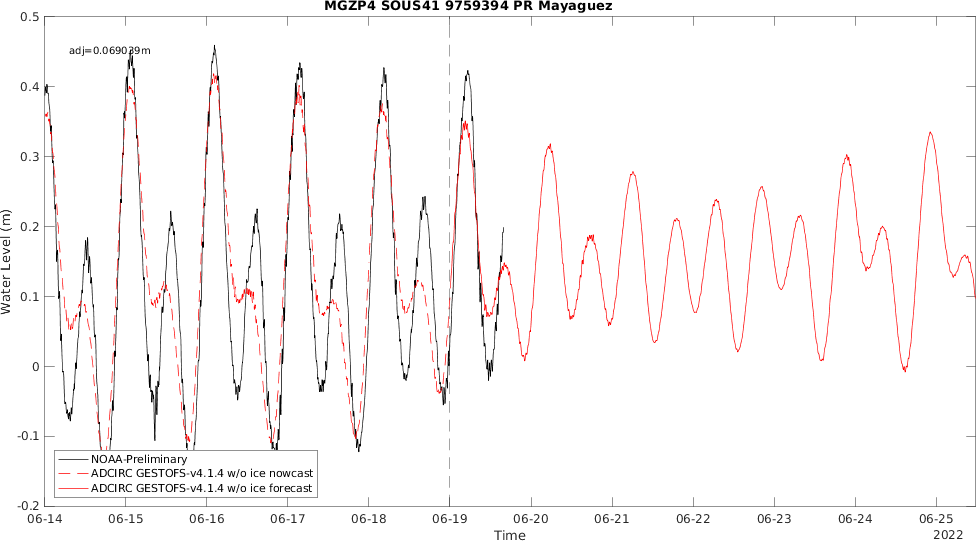 MGZP4 SOUS41 9759394 PR Mayaguez
0.5
adj=0.069039m
0.4
0.3
0.2
0.1
0
-0.1
-0.2
Water Level (m)
NOAA-Preliminary
ADCIRC GESTOFS-v4.1.4 w/o ice nowcast
ADCIRC GESTOFS-v4.1.4 w/o ice forecast
06-14 06-15 06-16 06-17 06-18 06-19 06-20 06-21 06-22 06-23 06-24 06-25
Time
2022